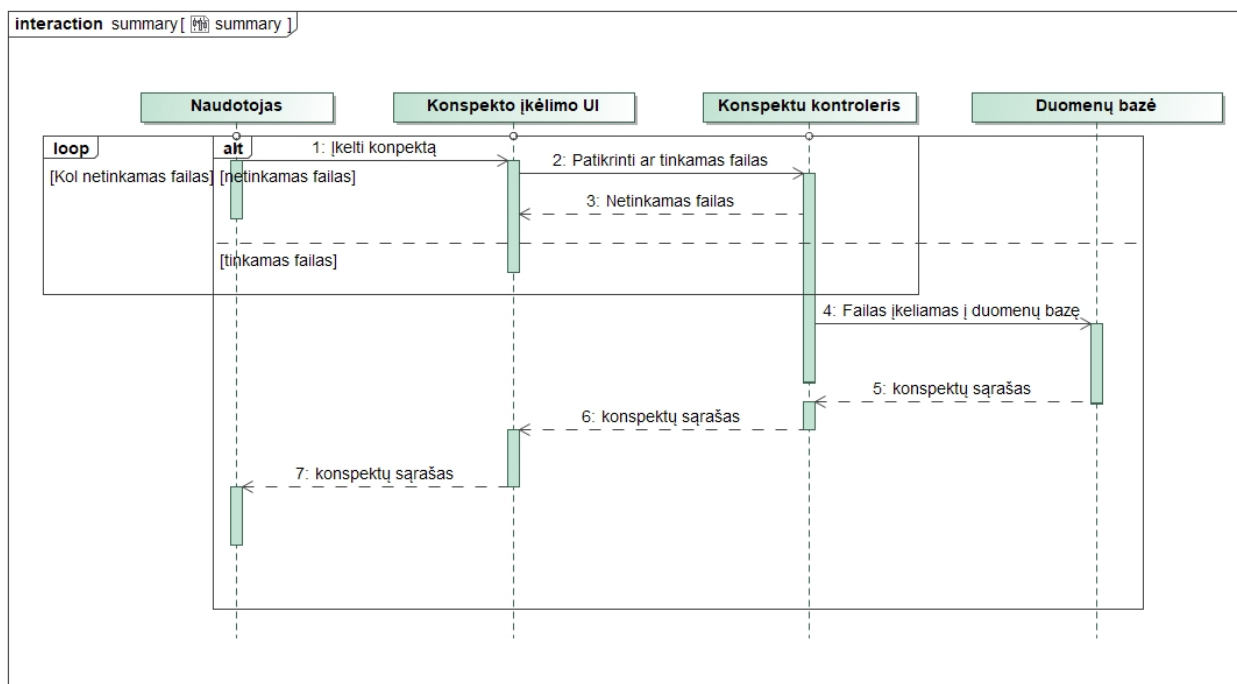 interaction summary[ summary ]
Naudotojas
Konspekto įkėlimo UI
Konspektu kontroleris
Duomenų bazė
loop
alt
1: Įkelti konpektą
2: Patikrinti ar tinkamas failas
[Kol netinkamas failas]
[netinkamas failas]
3: Netinkamas failas
[tinkamas failas]
4: Failas įkeliamas į duomenų bazę
5: konspektų sąrašas
6: konspektų sąrašas
7: konspektų sąrašas